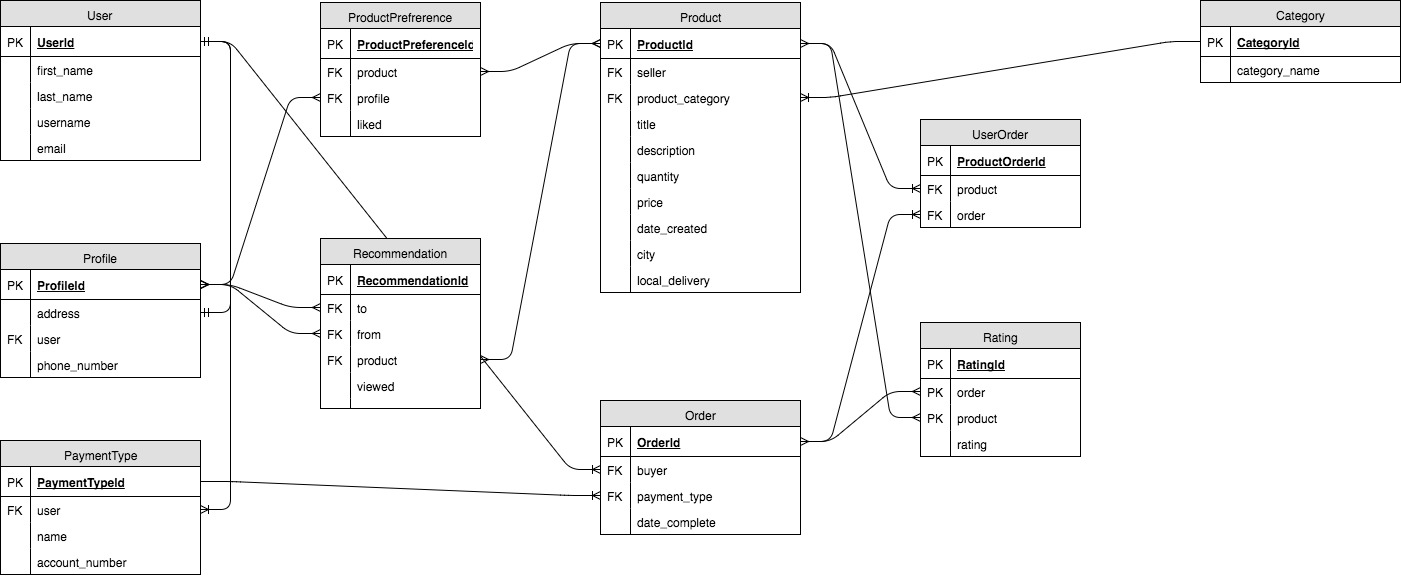 User
PK UserId
first_name
last_name
username
email
ProductPrefrerence
PK ProductPreferenceId
FK product
FK profile
liked
Product
PK ProductId
FK seller
FK product_category
title
description
quantity
price
date_created
city
local_delivery
Category
PK CategoryId
category_name
UserOrder
PK ProductOrderId
FK product
FK order
Profile
PK ProfileId
address
FK user
phone_number
Recommendation
PK RecommendationId
FK to
FK from
FK product
viewed
Rating
PK RatingId
PK order
PK product
rating
PaymentType
PK PaymentTypeId
FK user
name
account_number
Order
PK OrderId
FK buyer
FK payment_type
date_complete